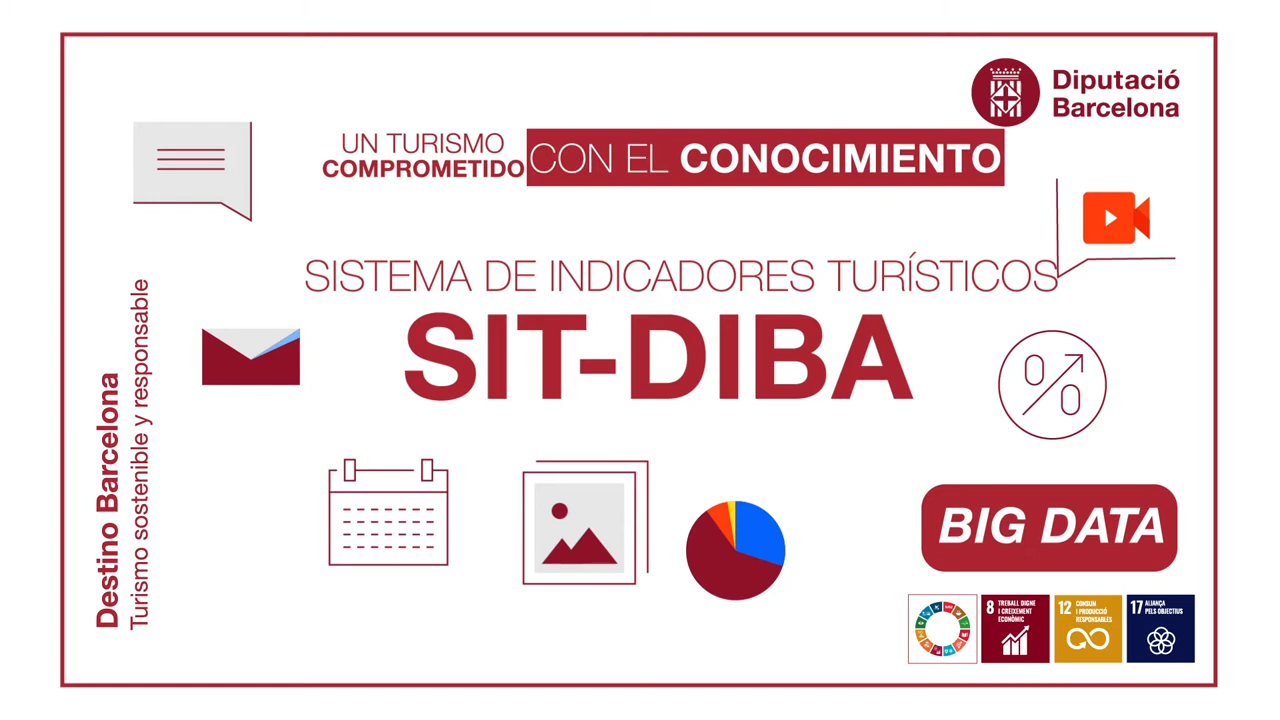 Diputació
Barcelona
UN TURISMO
COMPROMETIDO
CON EL CONOCIMIENTO
SISTEMA DE INDICADORES TURÍSTICOS
SIT-DIBA
Destino Barcelona
Turismo sostenible y responsable
BIG DATA
8 TREBALL DIGNE
I CREIXEMENT
ECONÒMIC
12 CONSUM
I PRODUCCIÓ
RESPONSABLES
17 ALIANÇA
PELS OBJECTIUS